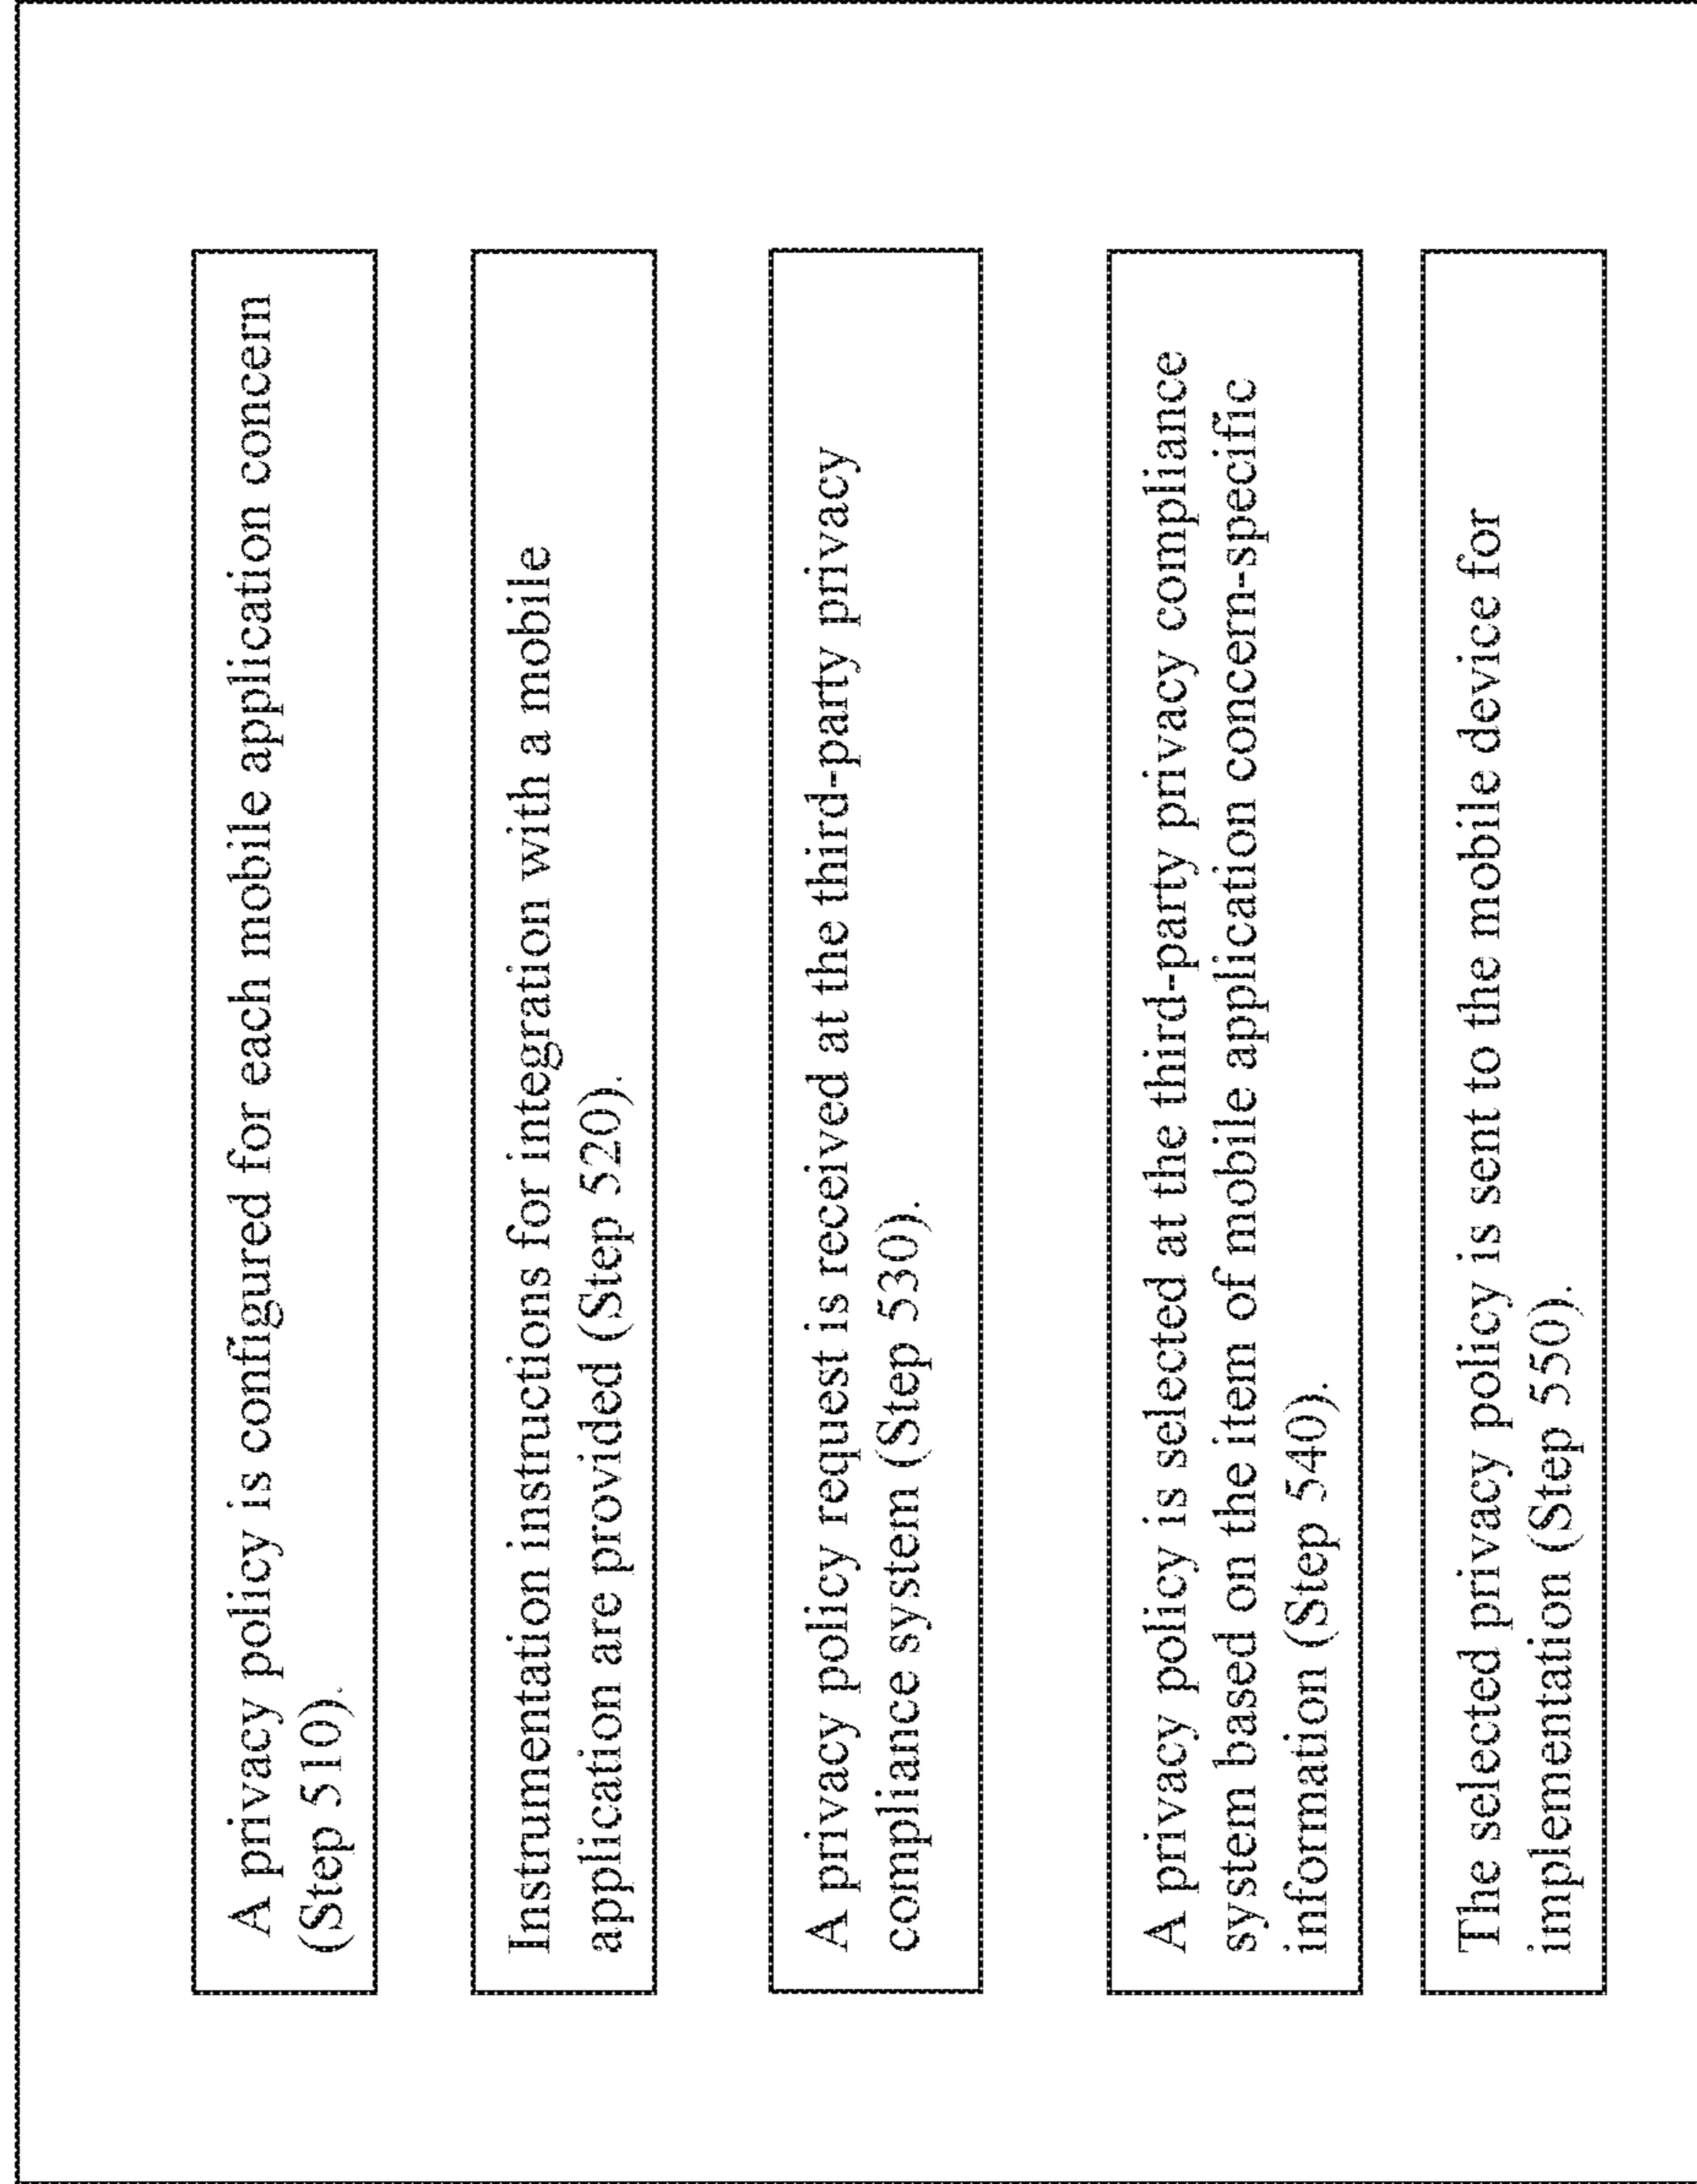 A privacy policy is configured for each mobile application concern
(Step 510).
Instrumentation instructions for integration with a mobile
application are provided (Step 520).
A privacy policy request is received at the third-party privacy
compliance system (Step 530).
A privacy policy is selected at the third-party privacy compliance
system based on the item of mobile application concern-specific
information (Step 540).
The selected privacy policy is sent to the mobile device for
implementation (Step 550).